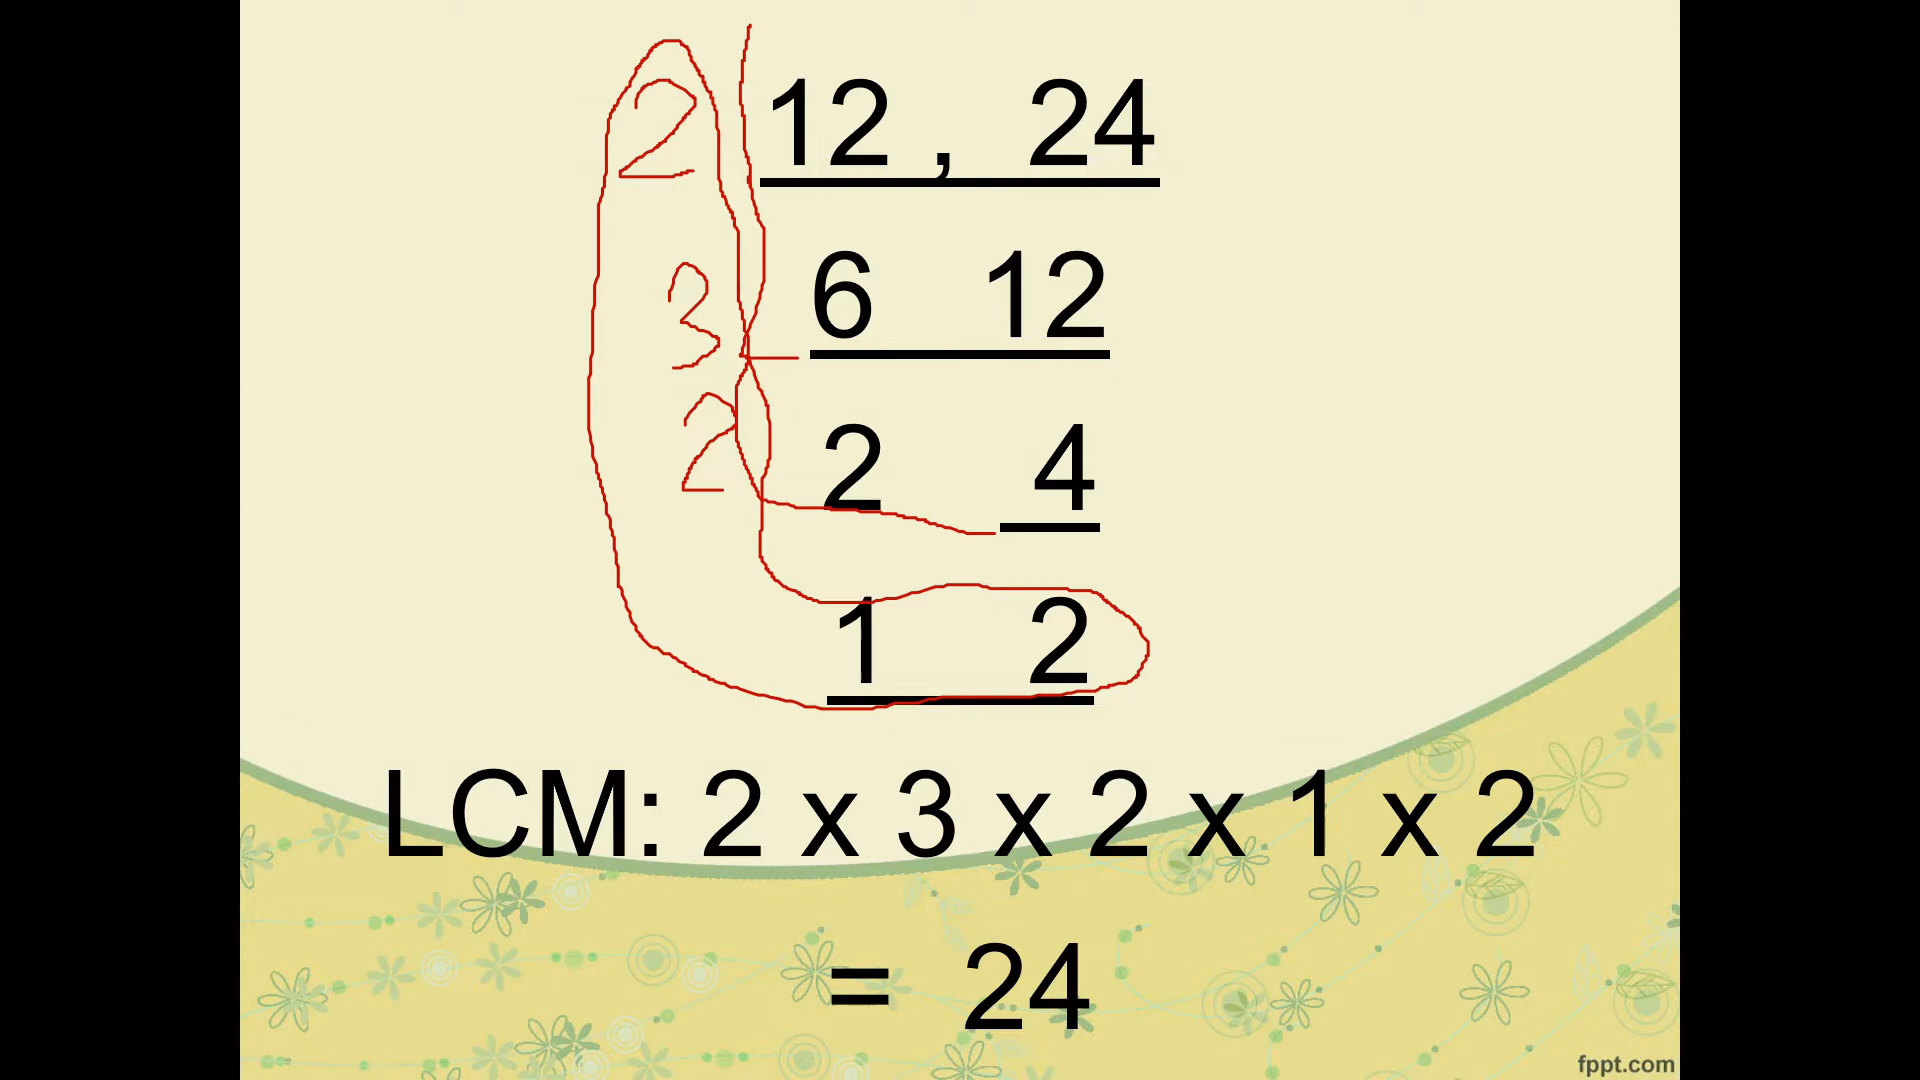 2 12 , 24
3 6 12
2 2 4
1 2
LCM: 2 x 3 x 2 x 1 x 2
= 24
fppt.com